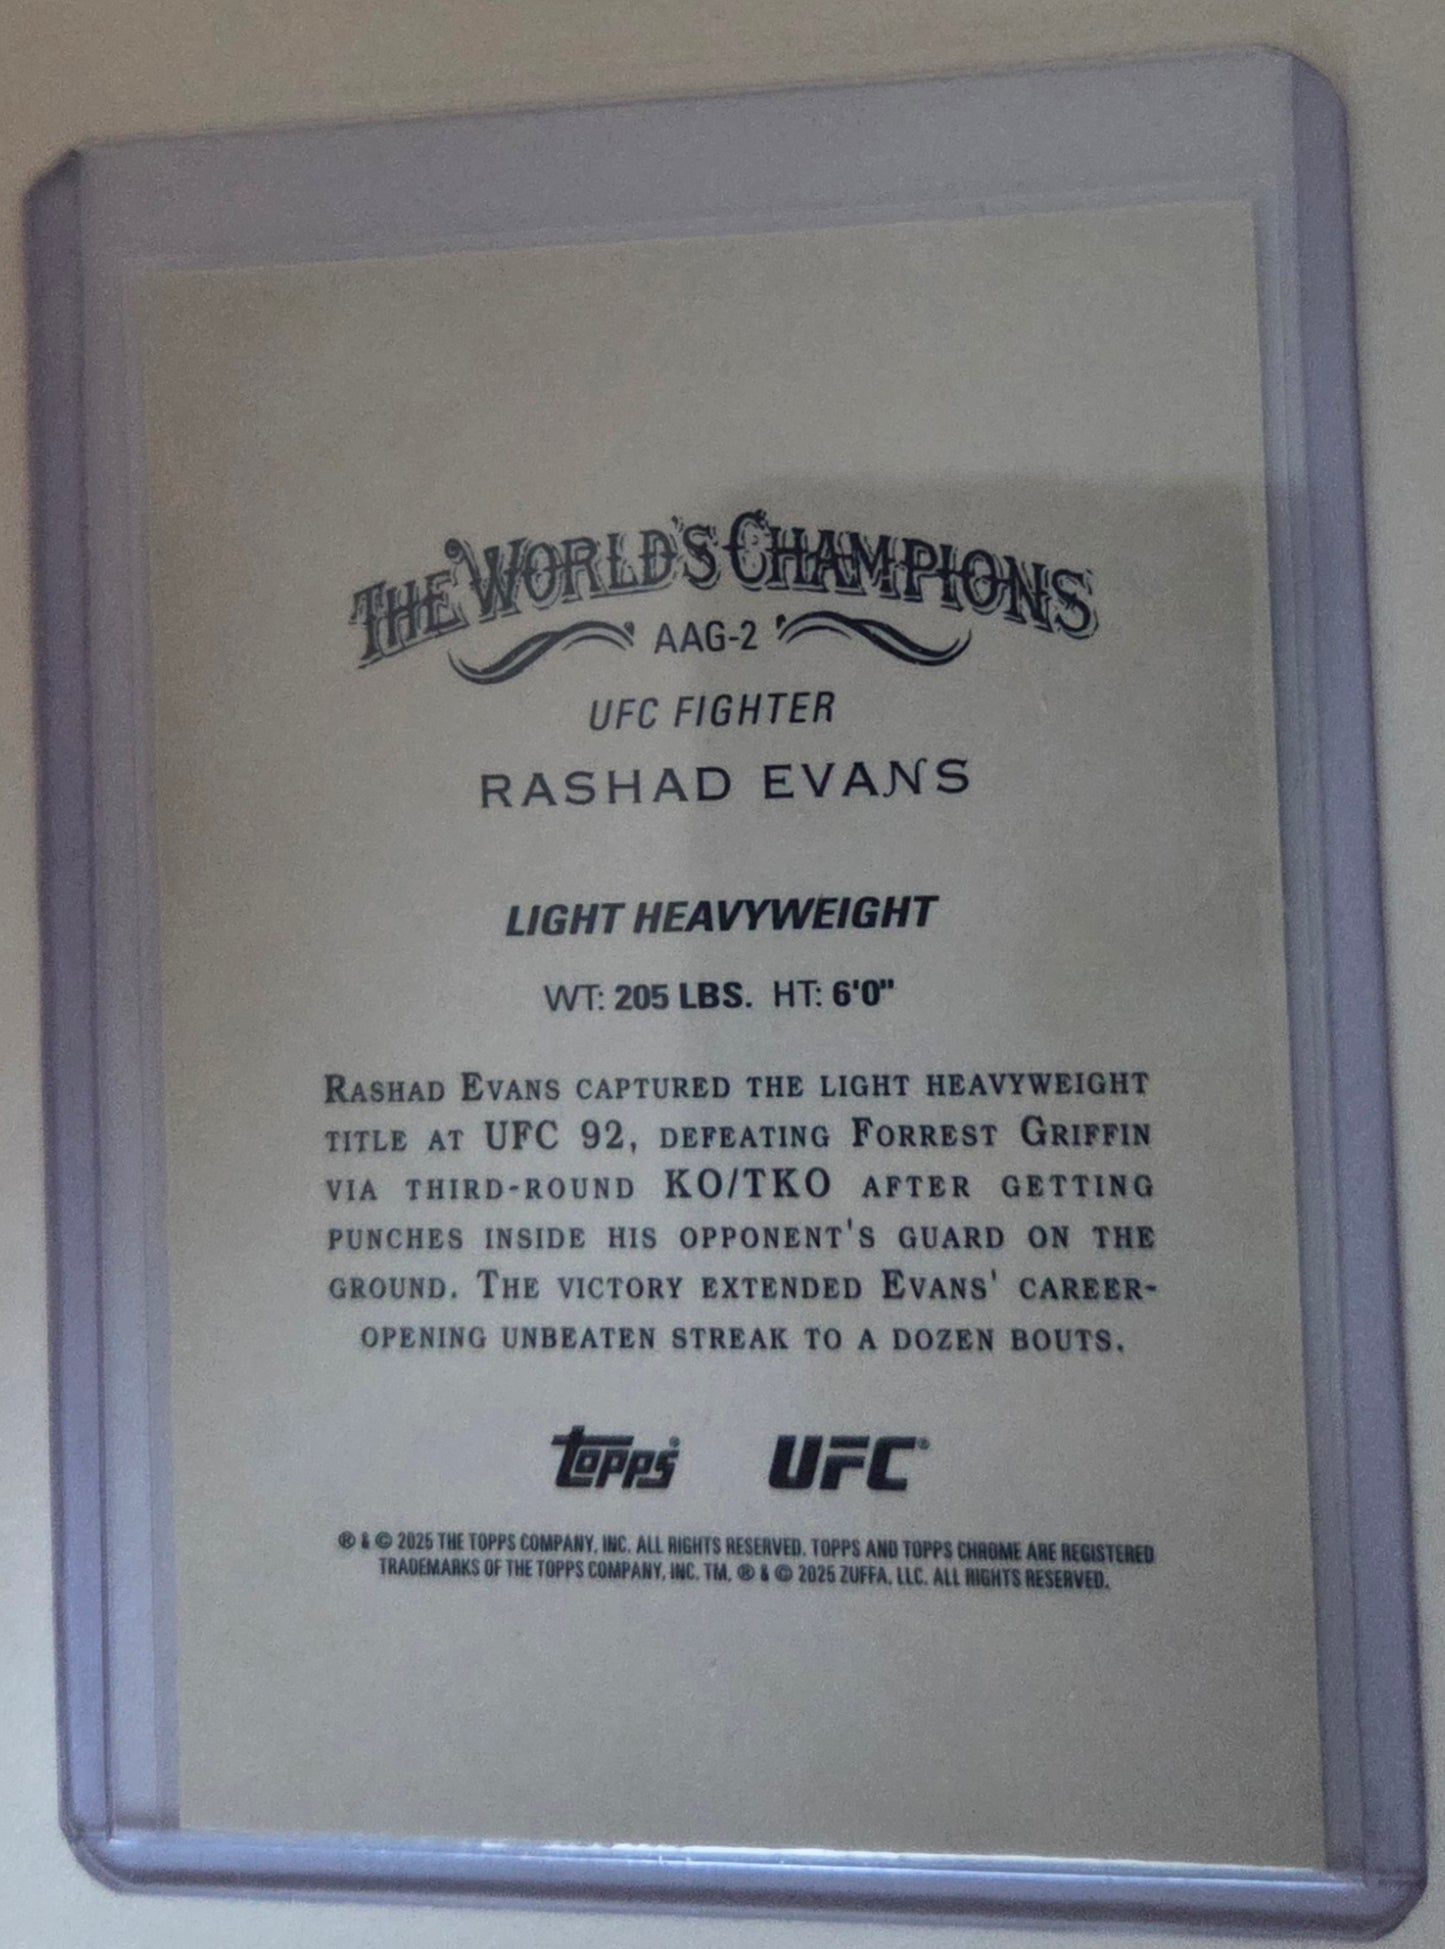 THE WORLD'S CHAMPIONS
AAG-2
UFC FIGHTER
RASHAD EVANS
LIGHT HEAVYWEIGHT
WT: 205 LBS. HT: 6'0"
RASHAD EVANS CAPTURED THE LIGHT HEAVYWEIGHT
TITLE AT UFC 92, DEFEATING FORREST GRIFFIN
VIA THIRD-ROUND KO/TKO AFTER GETTING
PUNCHES INSIDE HIS OPPONENT'S GUARD ON THE
GROUND. THE VICTORY EXTENDED EVANS' CAREER-
OPENING UNBEATEN STREAK TO A DOZEN BOUTS.
topps® UFC®
® & © 2025 THE TOPPS COMPANY, INC. ALL RIGHTS RESERVED. TOPPS AND TOPPS CHROME ARE REGISTERED
TRADEMARKS OF THE TOPPS COMPANY, INC. TM, ® & © 2025 ZUFFA, LLC. ALL RIGHTS RESERVED.